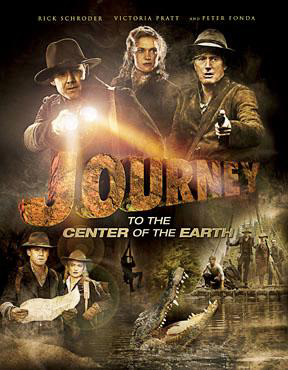 RICK SCHRODER VICTORIA PRATT AND PETER FONDA
JOURNEY
TO THE
CENTER OF THE EARTH